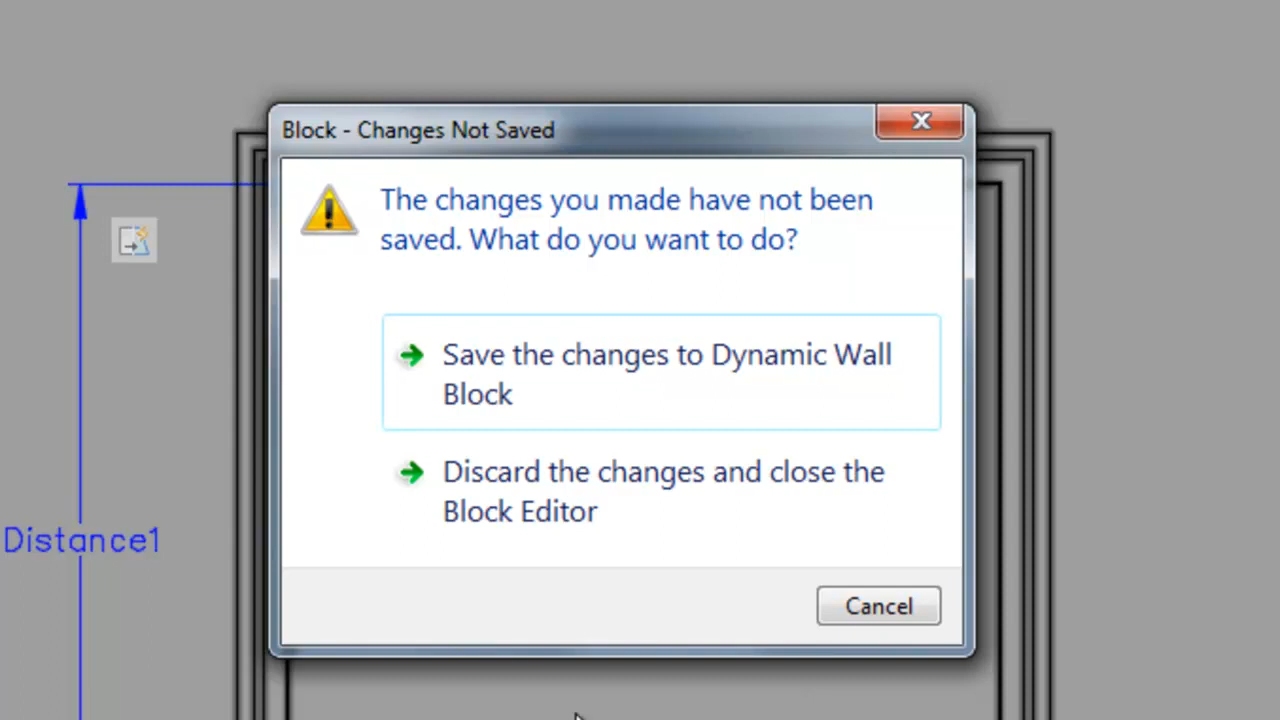 Block - Changes Not Saved
The changes you made have not been
saved. What do you want to do?
Save the changes to Dynamic Wall
Block
Discard the changes and close the
Block Editor
Distance1
Cancel